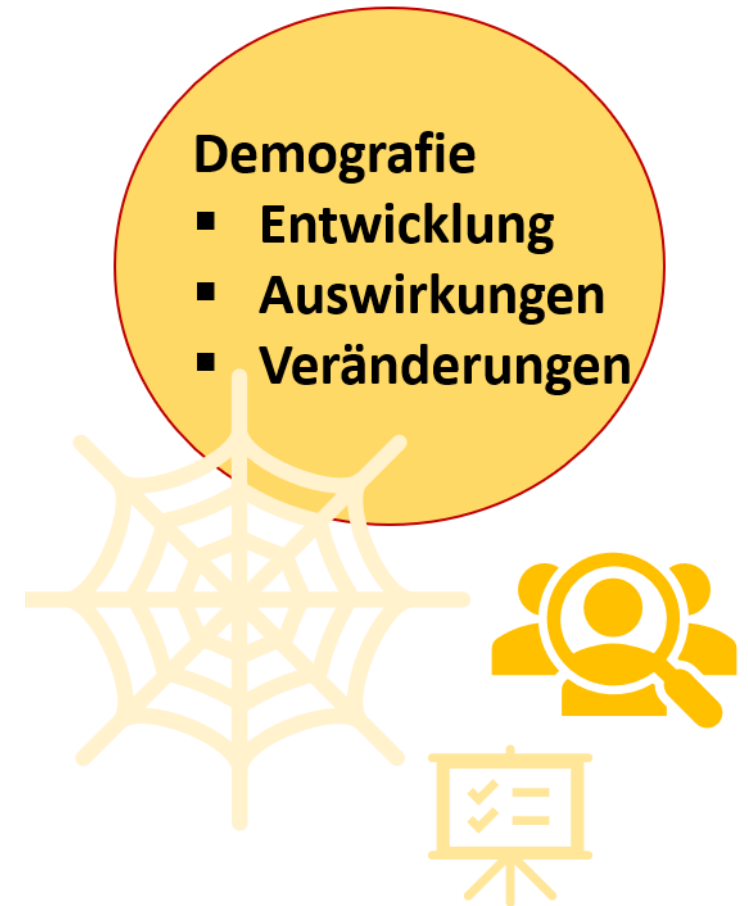 Demografie
▪ Entwicklung
▪ Auswirkungen
▪ Veränderungen